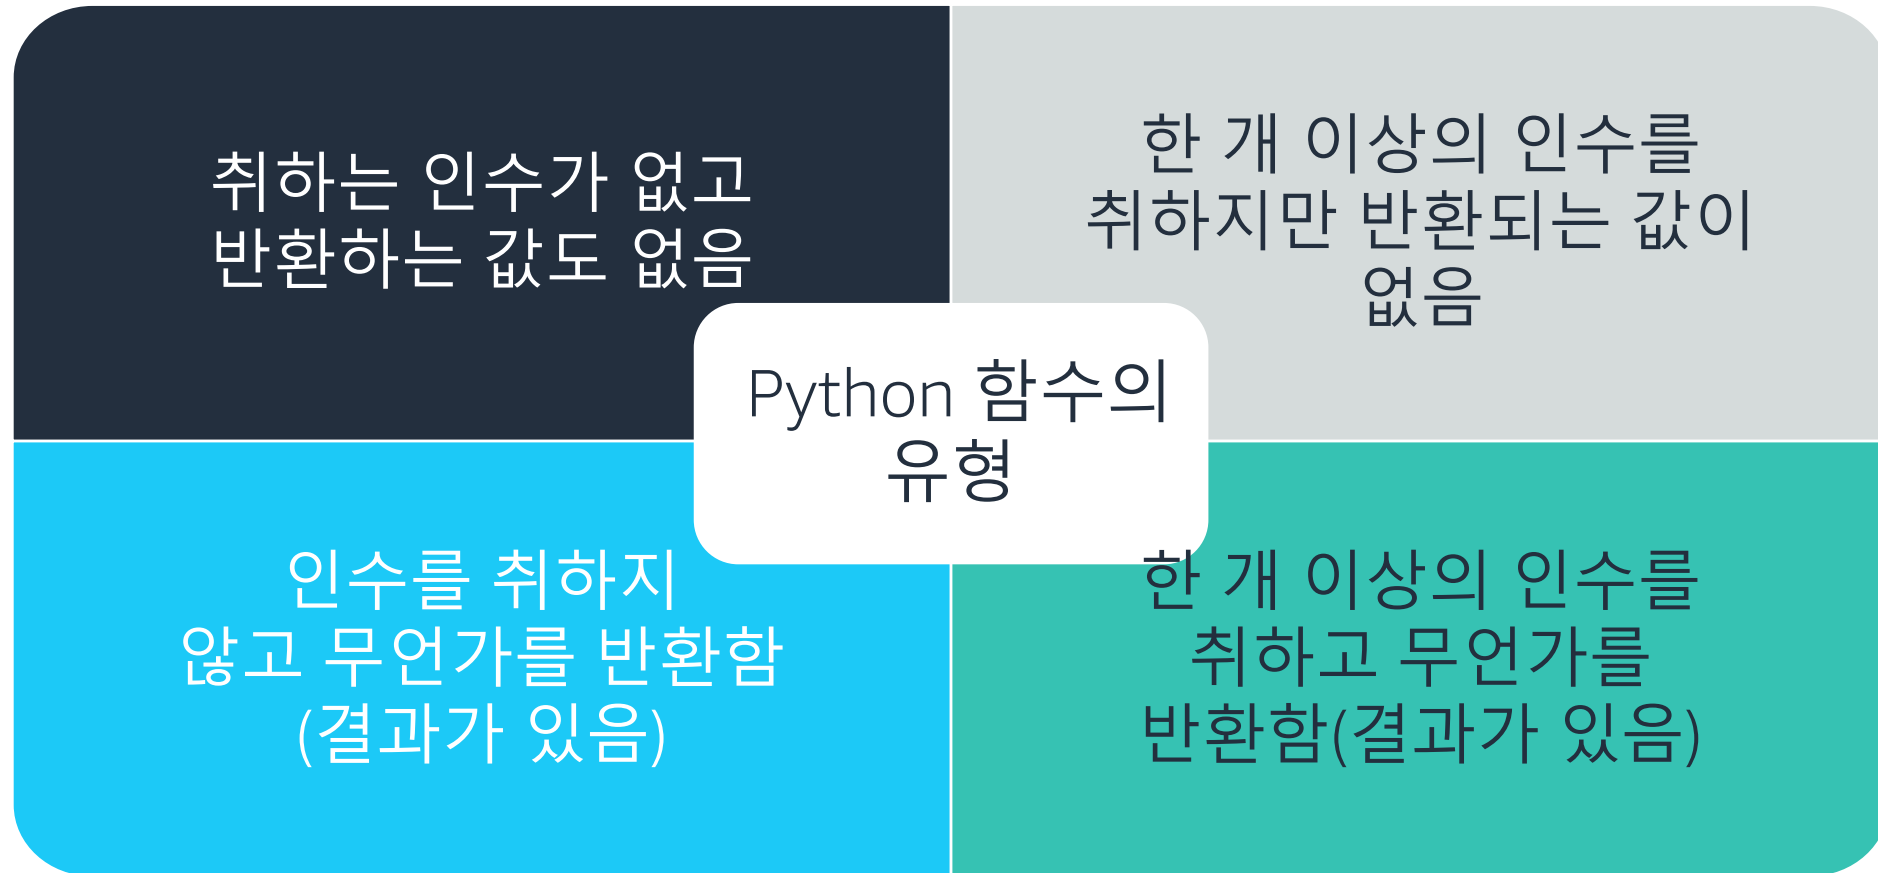 취하는 인수가 없고
반환하는 값도 없음
한 개 이상의 인수를
취하지만 반환되는 값이
없음
Python 함수의
유형
인수를 취하지
않고 무언가를 반환함
(결과가 있음)
한 개 이상의 인수를
취하고 무언가를
반환함(결과가 있음)